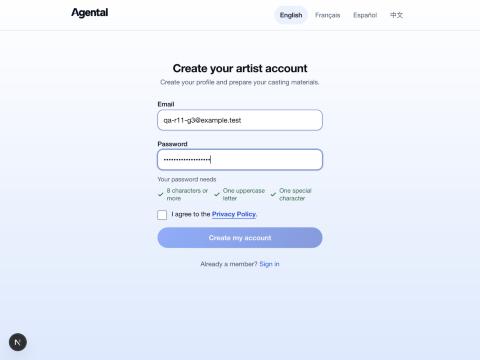 Agental
English Français Español 中文
Create your artist account
Create your profile and prepare your casting materials.
Email
qa-r11-g3@example.test
Password
••••••••••••••••••••
Your password needs
8 characters or more
One uppercase letter
One special character
I agree to the Privacy Policy.
Create my account
Already a member? Sign in
N